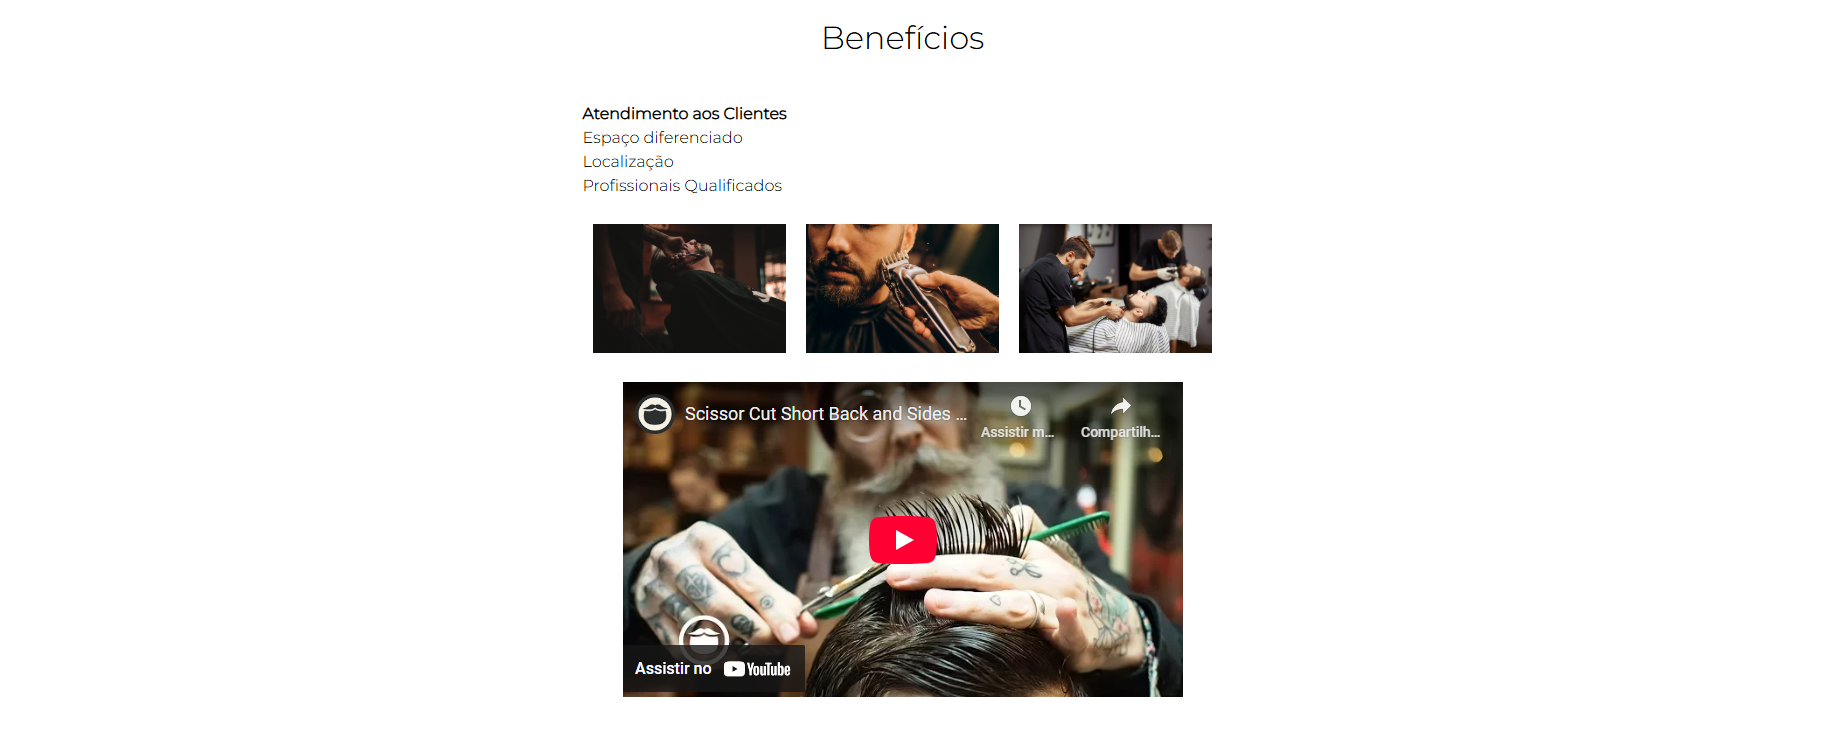 Benefícios
Atendimento aos Clientes
Espaço diferenciado
Localização
Profissionais Qualificados
Scissor Cut Short Back and Sides ...
Assistir m...
Compartilh...
Assistir no YouTube